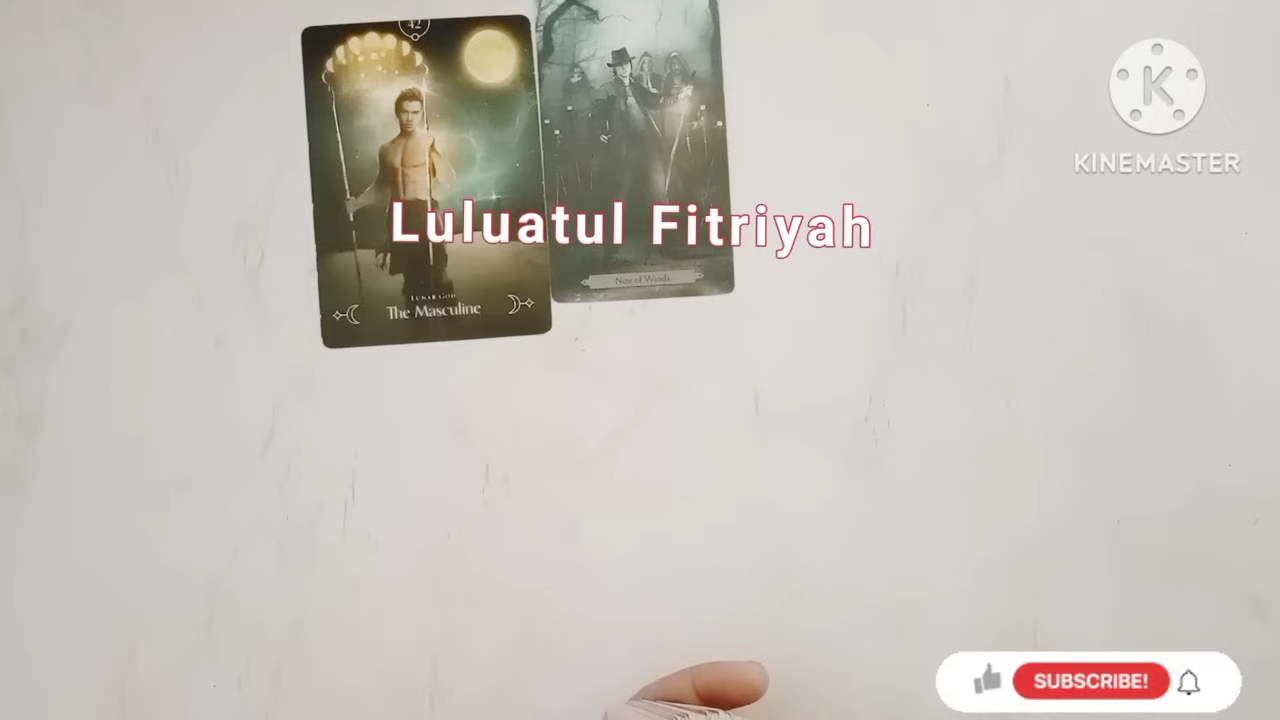 42
KINEMASTER
Luluatul Fitriyah
Nine of Wands
LUNAR GOD
The Masculine
SUBSCRIBE!